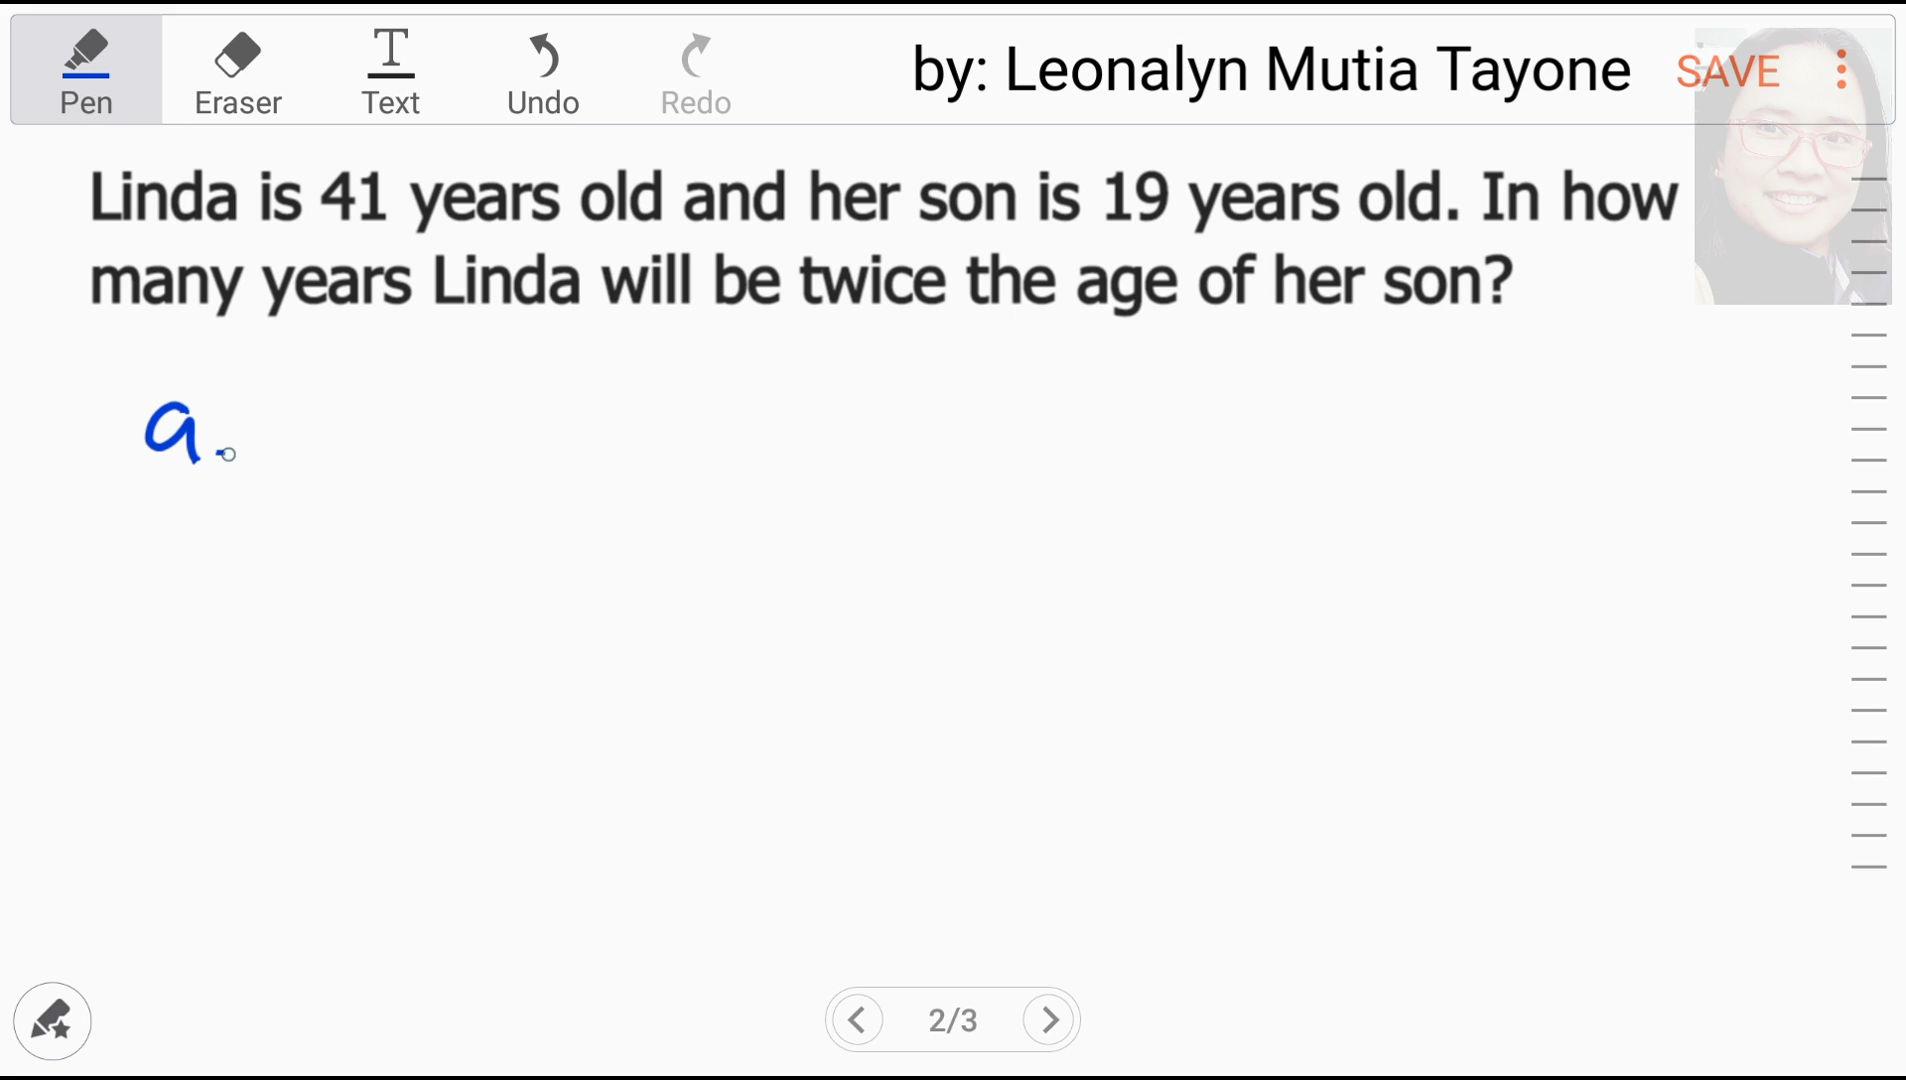 Pen Eraser Text Undo Redo by: Leonalyn Mutia Tayone SAVE
Linda is 41 years old and her son is 19 years old. In how
many years Linda will be twice the age of her son?
a.
2/3